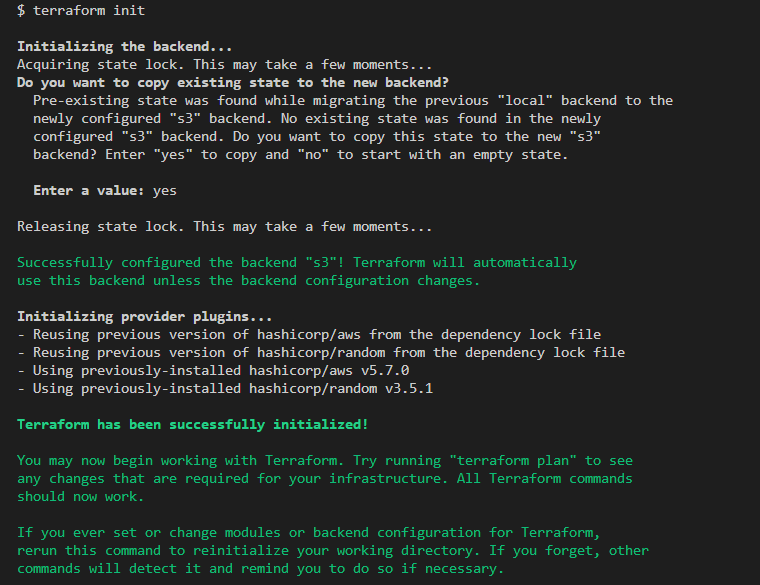 $ terraform init
Initializing the backend...
Acquiring state lock. This may take a few moments...
Do you want to copy existing state to the new backend?
Pre-existing state was found while migrating the previous "local" backend to the
newly configured "s3" backend. No existing state was found in the newly
configured "s3" backend. Do you want to copy this state to the new "s3"
backend? Enter "yes" to copy and "no" to start with an empty state.
Enter a value: yes
Releasing state lock. This may take a few moments...
Successfully configured the backend "s3"! Terraform will automatically
use this backend unless the backend configuration changes.
Initializing provider plugins...
- Reusing previous version of hashicorp/aws from the dependency lock file
- Reusing previous version of hashicorp/random from the dependency lock file
- Using previously-installed hashicorp/aws v5.7.0
- Using previously-installed hashicorp/random v3.5.1
Terraform has been successfully initialized!
You may now begin working with Terraform. Try running "terraform plan" to see
any changes that are required for your infrastructure. All Terraform commands
should now work.
If you ever set or change modules or backend configuration for Terraform,
rerun this command to reinitialize your working directory. If you forget, other
commands will detect it and remind you to do so if necessary.